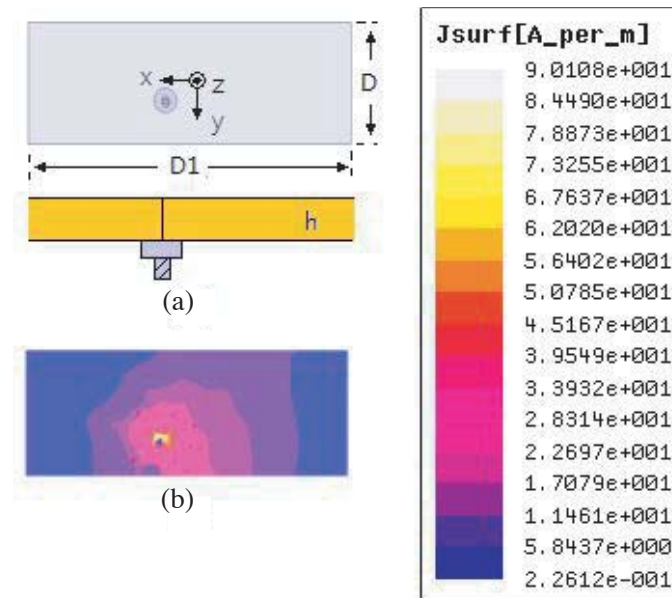 x
z
y
D
D1
h
(a)
(b)
Jsurf[A_per_m]
9.0108e+001
8.4490e+001
7.8873e+001
7.3255e+001
6.7637e+001
6.2020e+001
5.6402e+001
5.0785e+001
4.5167e+001
3.9549e+001
3.3932e+001
2.8314e+001
2.2697e+001
1.7079e+001
1.1461e+001
5.8437e+000
2.2612e-001